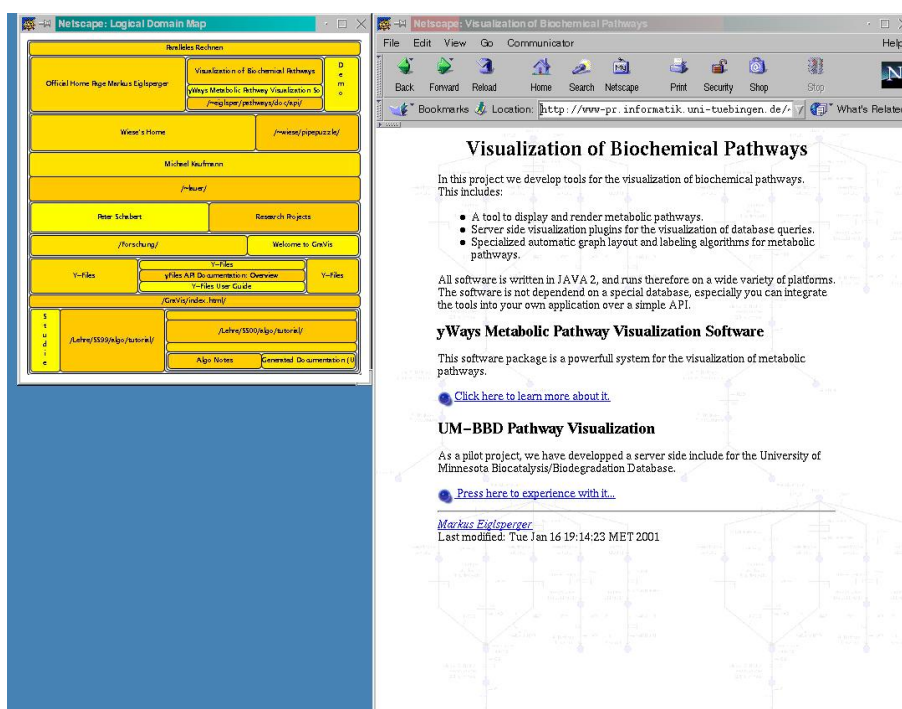 Netscape: Logical Domain Map
Paralleles Rechnen
Official Home Page Markus Eiglsperger
Visualization of Biochemical Pathways
yWays Metabolic Pathway Visualization So
/~eiglsper/pathways/doc/api/
D
e
m
o
Wiese's Home
/~wiese/pipepuzzle/
Michael Kaufmann
Peter Schabert
Research Projects
/Forschung/
Welcome to GraVis
Y-Files
Y-Files
yFiles API Documentation: Overview
Y-Files User Guide
Y-Files
/GraVis/index.html/
S
t
u
d
i
e
/Lehre/SS99/algo/tutorial/
/Lehre/SS00/algo/tutorial/
Algo Notes
Generated Documentation (U
Netscape: Visualization of Biochemical Pathways
File Edit View Go Communicator Help
Back Forward Reload Home Search Netscape Print Security Shop Stop
My
N
Bookmarks Location: http://www-pr.informatik.uni-tuebingen.de/ What's Relate
Visualization of Biochemical Pathways
In this project we develop tools for the visualization of biochemical pathways.
This includes:
A tool to display and render metabolic pathways.
Server side visualization plugins for the visualization of database queries.
Specialized automatic graph layout and labeling algorithms for metabolic
pathways.
All software is written in JAVA 2, and runs therefore on a wide variety of platforms.
The software is not dependend on a special database, especially you can integrate
the tools into your own application over a simple API.
yWays Metabolic Pathway Visualization Software
This software package is a powerfull system for the visualization of metabolic
pathways.
Click here to learn more about it.
UM-BBD Pathway Visualization
As a pilot project, we have developped a server side include for the University of
Minnesota Biocatalysis/Biodegradation Database.
Press here to experience with it...
Markus Eiglsperger
Last modified: Tue Jan 16 19:14:23 MET 2001